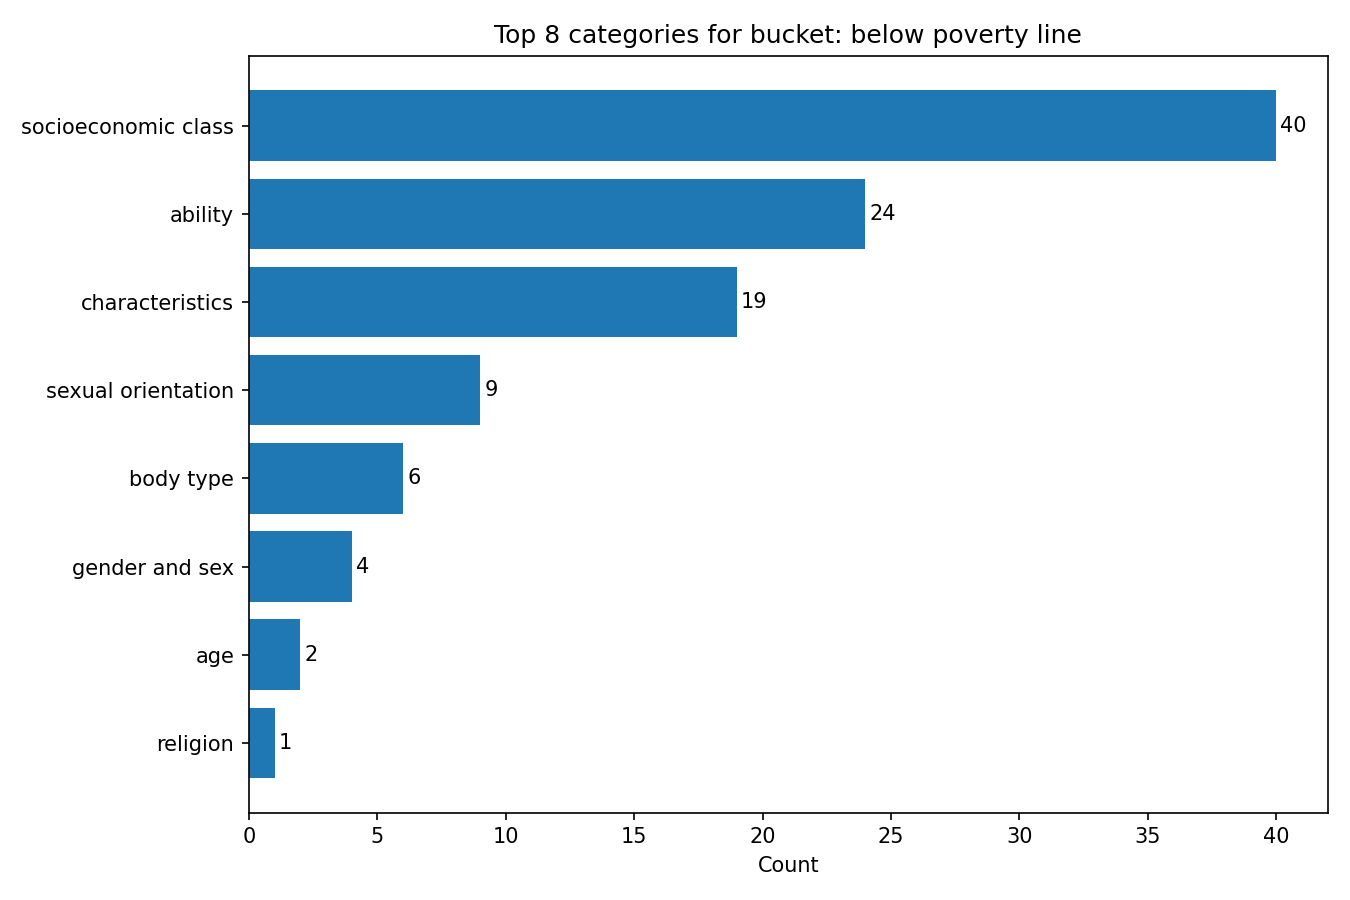 Top 8 categories for bucket: below poverty line
socioeconomic class 40
ability 24
characteristics 19
sexual orientation 9
body type 6
gender and sex 4
age 2
religion 1
0 5 10 15 20 25 30 35 40
Count